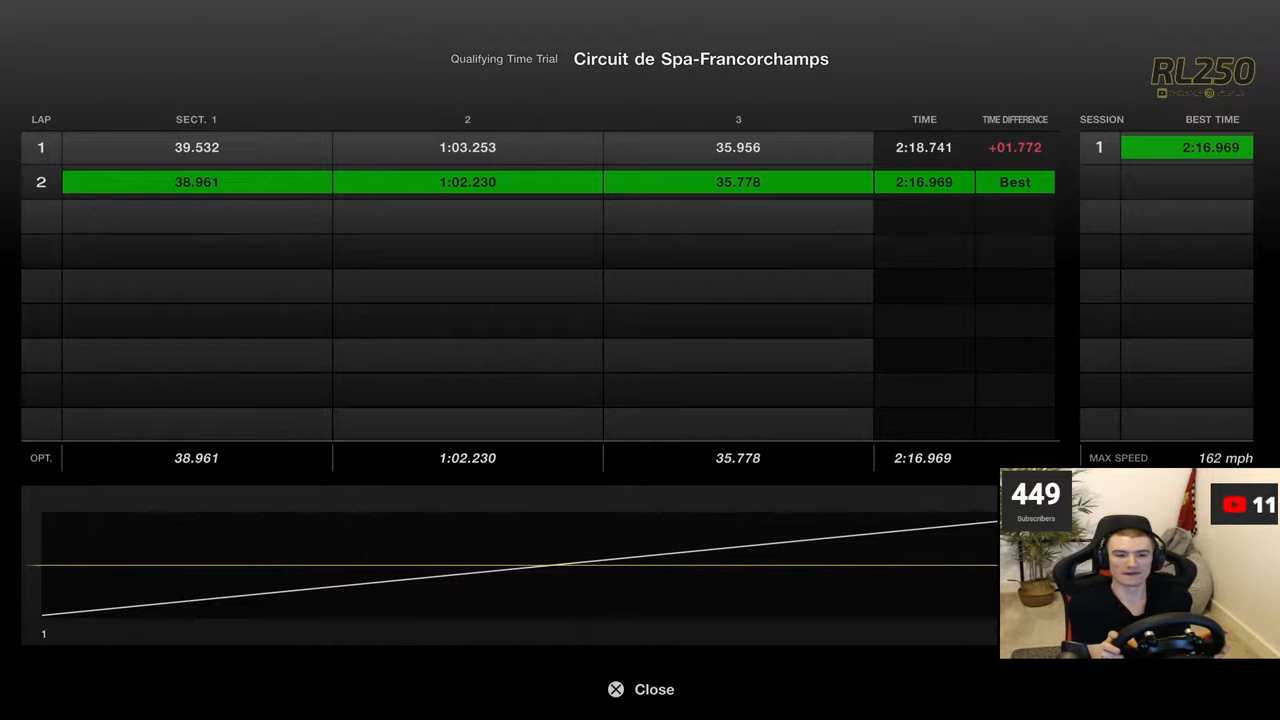 Qualifying Time Trial Circuit de Spa-Francorchamps
RL250
LAP SECT. 1 2 3 TIME TIME DIFFERENCE SESSION BEST TIME
1 39.532 1:03.253 35.956 2:18.741 +01.772 1 2:16.969
2 38.961 1:02.230 35.778 2:16.969 Best
OPT. 38.961 1:02.230 35.778 2:16.969 MAX SPEED 162 mph
449
Subscribers
11
1
Close